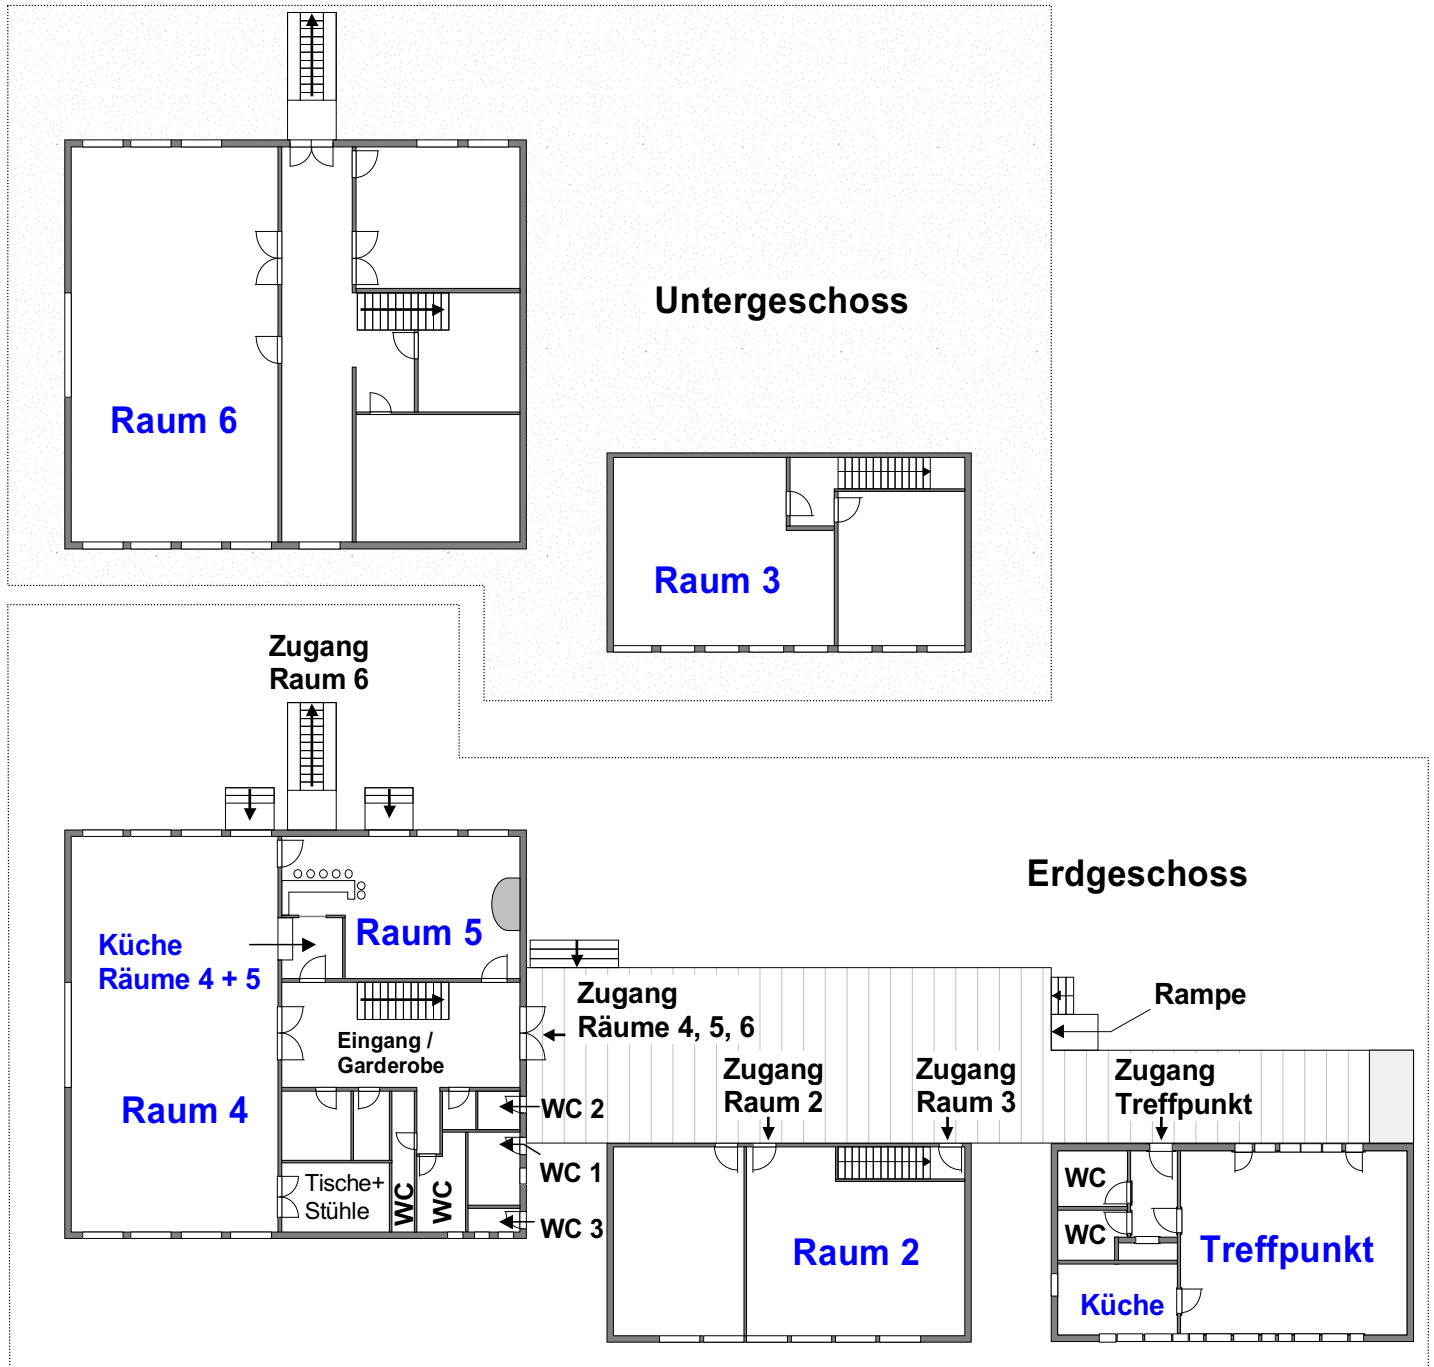 Untergeschoss
Raum 6
Raum 3
Zugang
Raum 6
Erdgeschoss
Küche
Räume 4 + 5
Raum 5
Zugang
Räume 4, 5, 6
Rampe
Eingang /
Garderobe
Zugang
Raum 2
Zugang
Raum 3
Zugang
Treffpunkt
Raum 4
WC 2
WC 1
Tische+
Stühle
WC
WC
WC 3
WC
WC
Raum 2
Treffpunkt
Küche